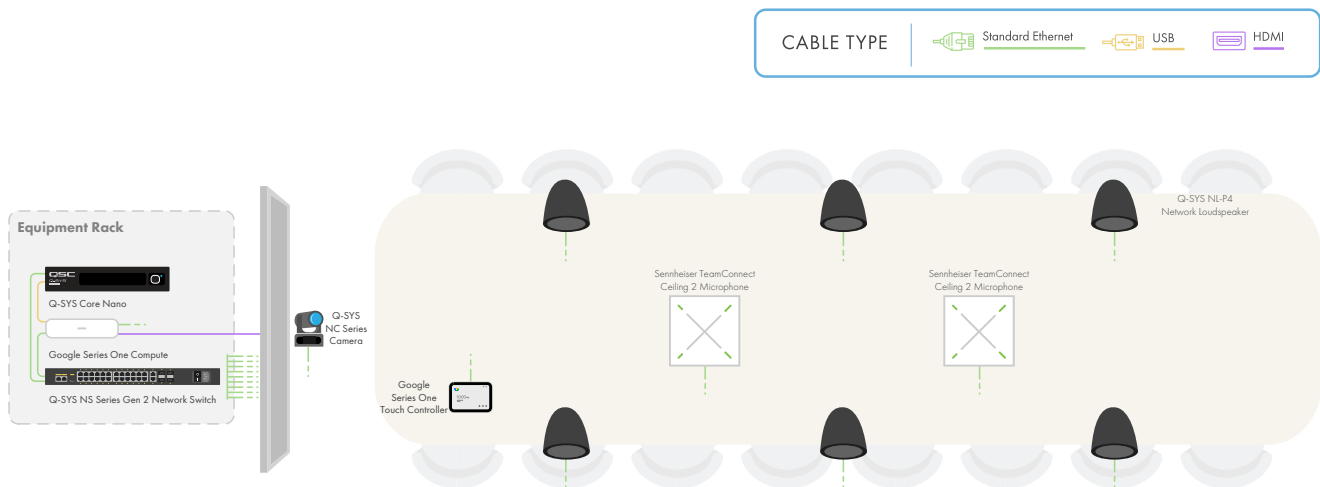 CABLE TYPE
Standard Ethernet
USB
HDMI
Equipment Rack
QSC
Q-SYS Core Nano
Google Series One Compute
Q-SYS NS Series Gen 2 Network Switch
Q-SYS
NC Series
Camera
Google
Series One
Touch Controller
Sennheiser TeamConnect
Ceiling 2 Microphone
Sennheiser TeamConnect
Ceiling 2 Microphone
Q-SYS NL-P4
Network Loudspeaker